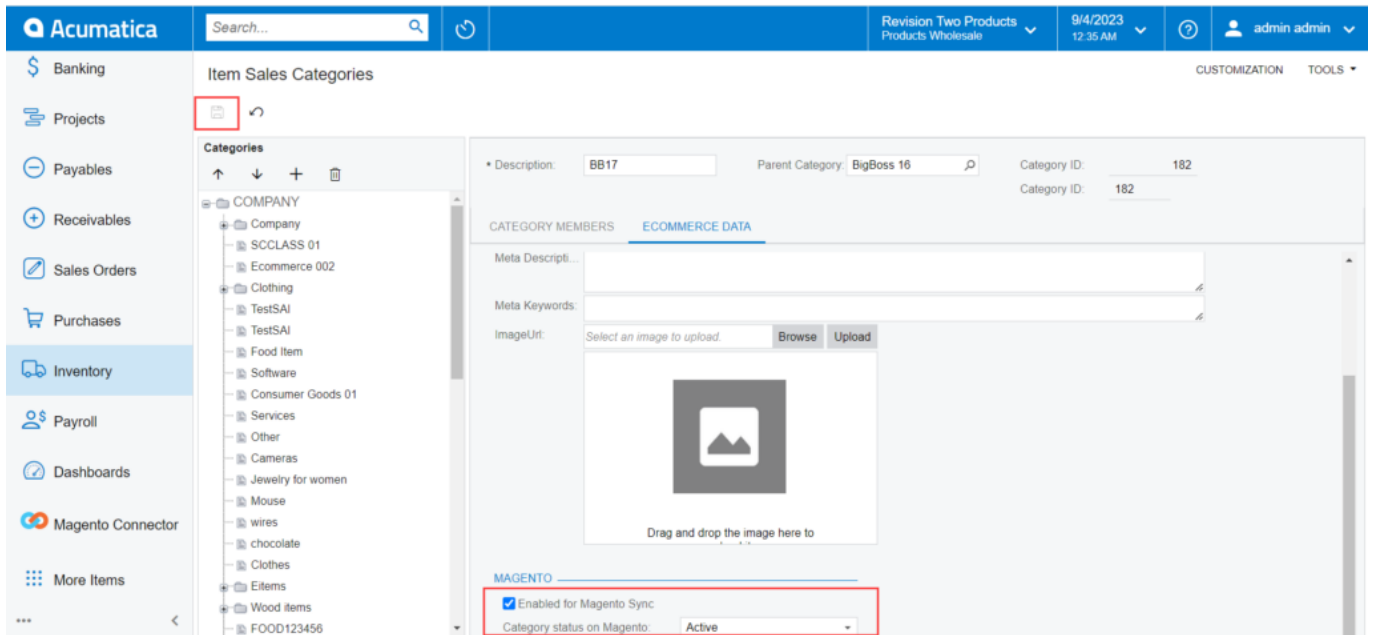 Acumatica
Search...
Revision Two Products
Products Wholesale
9/4/2023
12:35 AM
admin admin
Banking
Projects
Payables
Receivables
Sales Orders
Purchases
Inventory
Payroll
Dashboards
Magento Connector
More Items
Item Sales Categories
CUSTOMIZATION TOOLS
Categories
COMPANY
Company
SCCLASS 01
Ecommerce 002
Clothing
TestSAI
TestSAI
Food Item
Software
Consumer Goods 01
Services
Other
Cameras
Jewelry for women
Mouse
wires
chocolate
Clothes
Eitems
Wood items
FOOD123456
* Description: BB17 Parent Category: BigBoss 16 Category ID: 182
Category ID: 182
CATEGORY MEMBERS ECOMMERCE DATA
Meta Descripti...
Meta Keywords:
ImageUrl: Select an image to upload. Browse Upload
Drag and drop the image here to
MAGENTO
Enabled for Magento Sync
Category status on Magento: Active